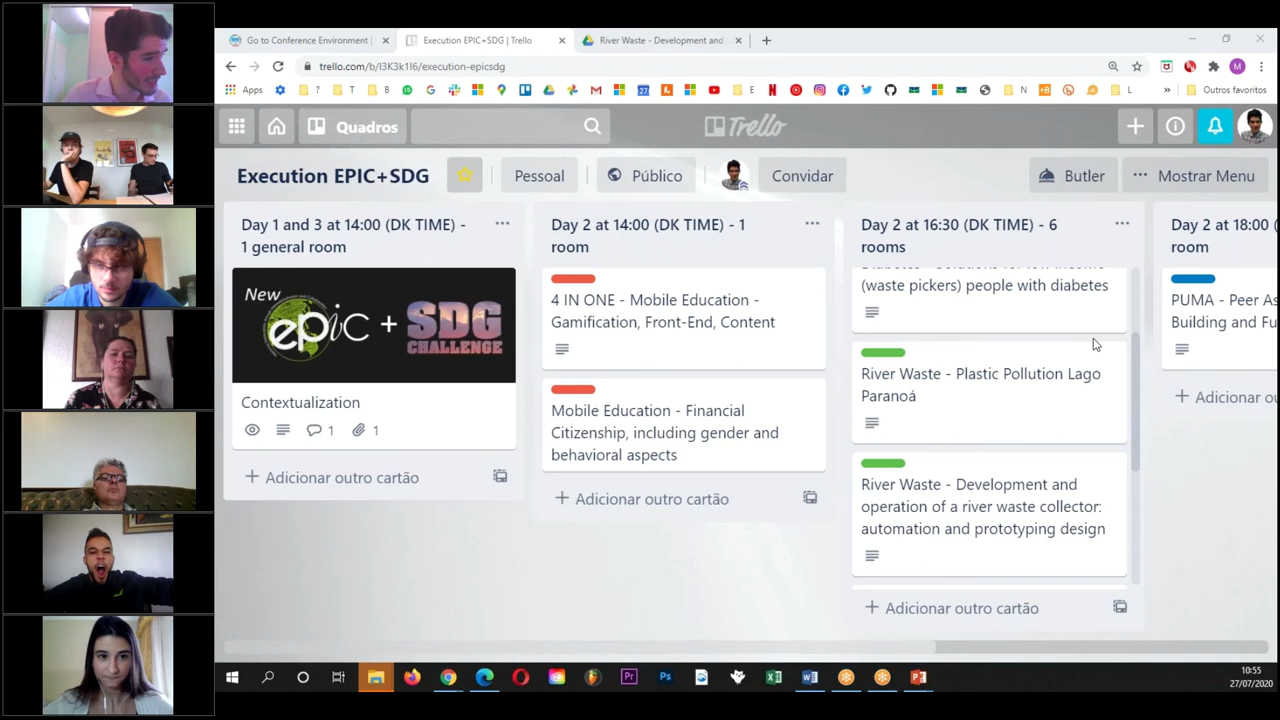 Go to Conference Environment |
Execution EPIC+SDG | Trello
River Waste - Development and
trello.com/b/I3K3k1I6/execution-epicsdg
M
Apps
?
T
B
27
E
N
L
»
Outros favoritos
Quadros
Trello
Execution EPIC+SDG
Pessoal
Público
Convidar
Butler
Mostrar Menu
Day 1 and 3 at 14:00 (DK TIME) -
1 general room
New
epic + SDG
CHALLENGE
Contextualization
1
1
+ Adicionar outro cartão
Day 2 at 14:00 (DK TIME) - 1
room
4 IN ONE - Mobile Education -
Gamification, Front-End, Content
Mobile Education - Financial
Citizenship, including gender and
behavioral aspects
+ Adicionar outro cartão
Day 2 at 16:30 (DK TIME) - 6
rooms
(waste pickers) people with diabetes
River Waste - Plastic Pollution Lago
Paranoá
River Waste - Development and
operation of a river waste collector:
automation and prototyping design
+ Adicionar outro cartão
Day 2 at 18:00
room
PUMA - Peer As
Building and Fu
+ Adicionar ou
Pr
Ps
10:55
27/07/2020